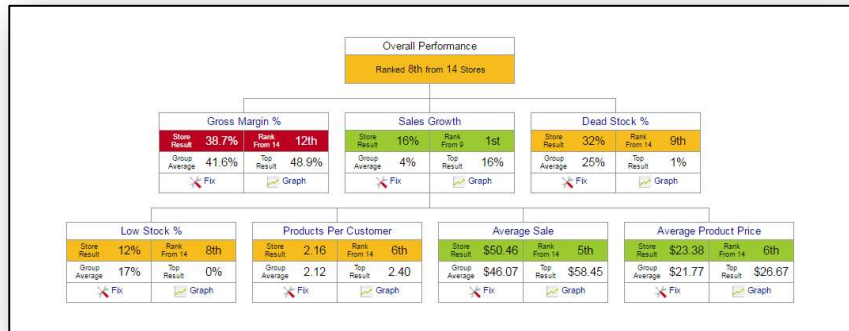 Overall Performance
Ranked 8th from 14 Stores
Gross Margin %
Store Result 38.7% Rank From 14 12th
Group Average 41.6% Top Result 48.9%
Fix Graph
Sales Growth
Store Result 16% Rank From 9 1st
Group Average 4% Top Result 16%
Fix Graph
Dead Stock %
Store Result 32% Rank From 14 9th
Group Average 25% Top Result 1%
Fix Graph
Low Stock %
Store Result 12% Rank From 14 8th
Group Average 17% Top Result 0%
Fix Graph
Products Per Customer
Store Result 2.16 Rank From 14 6th
Group Average 2.12 Top Result 2.40
Fix Graph
Average Sale
Store Result $50.46 Rank From 14 5th
Group Average $46.07 Top Result $58.45
Fix Graph
Average Product Price
Store Result $23.38 Rank From 14 6th
Group Average $21.77 Top Result $26.67
Fix Graph